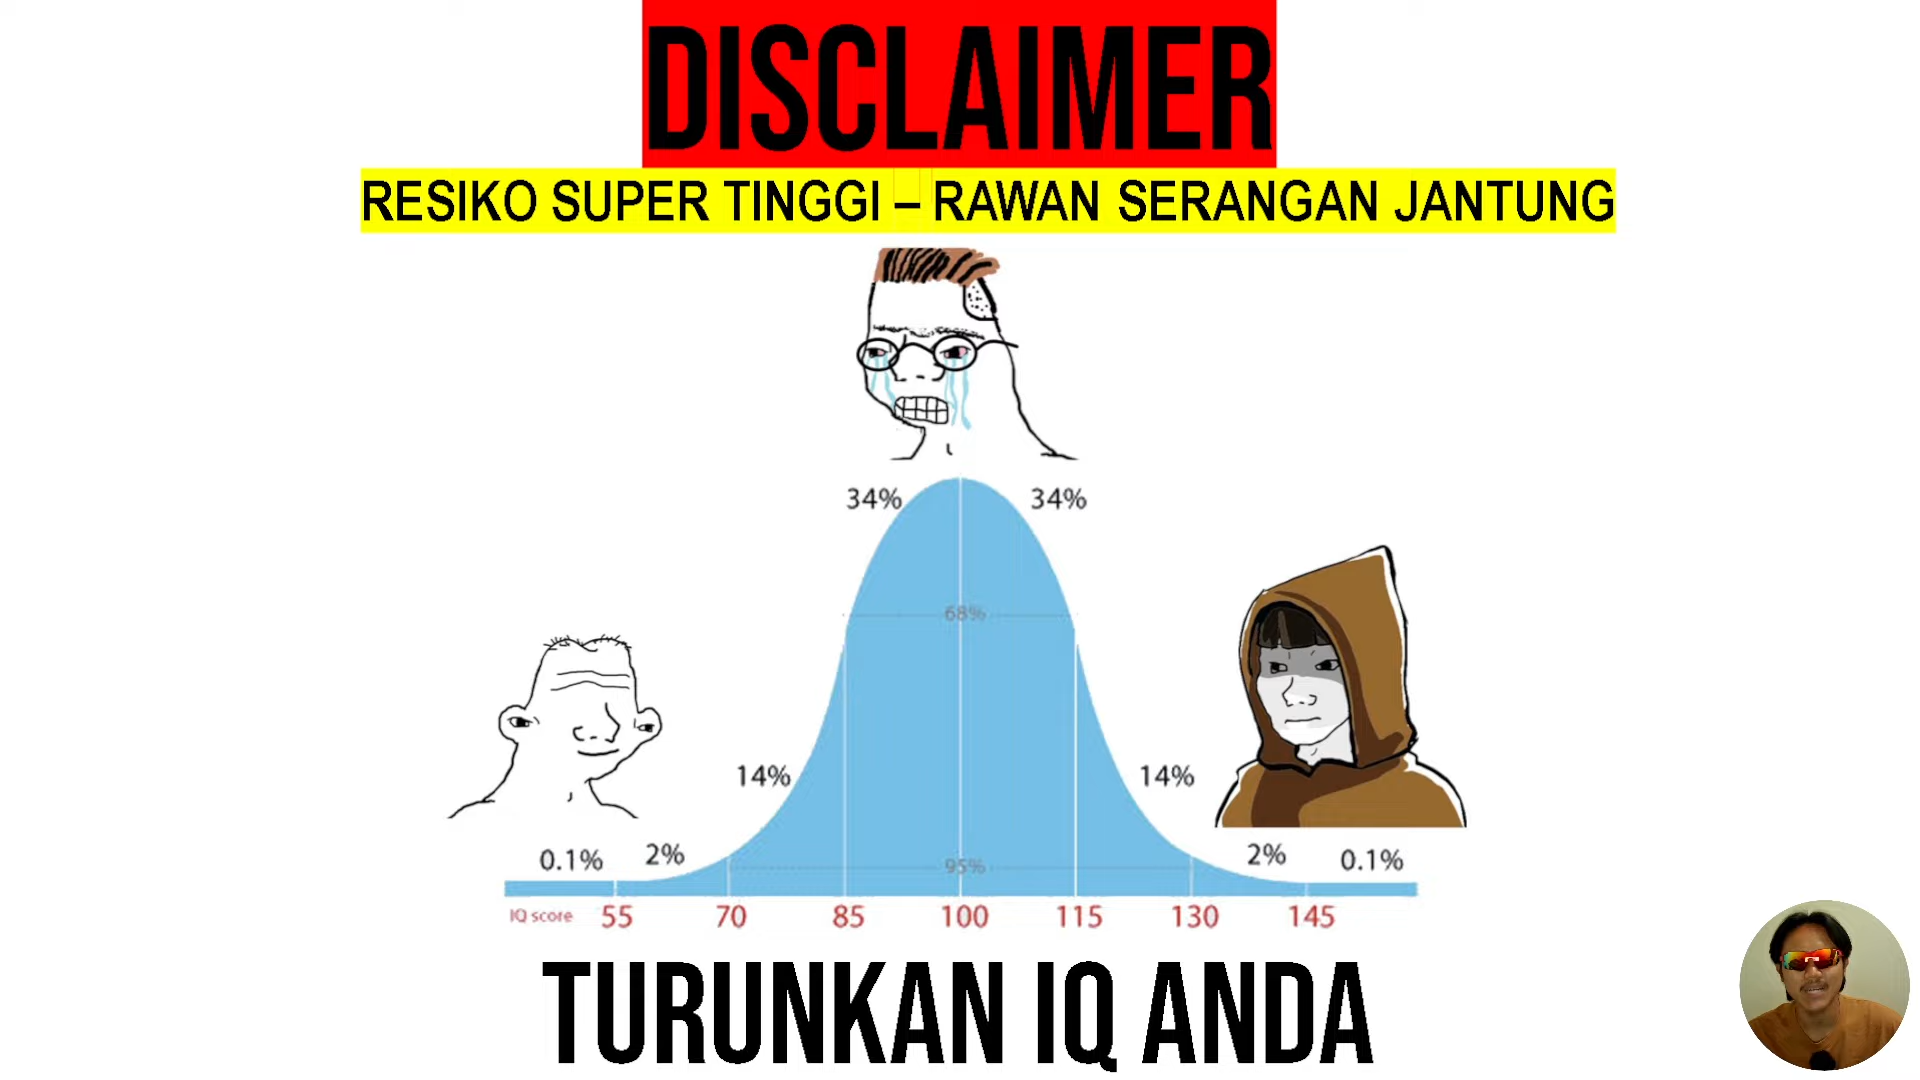 DISCLAIMER
RESIKO SUPER TINGGI – RAWAN SERANGAN JANTUNG
34% 34%
68%
14% 14%
0.1% 2% 95% 2% 0.1%
IQ score 55 70 85 100 115 130 145
TURUNKAN IQ ANDA